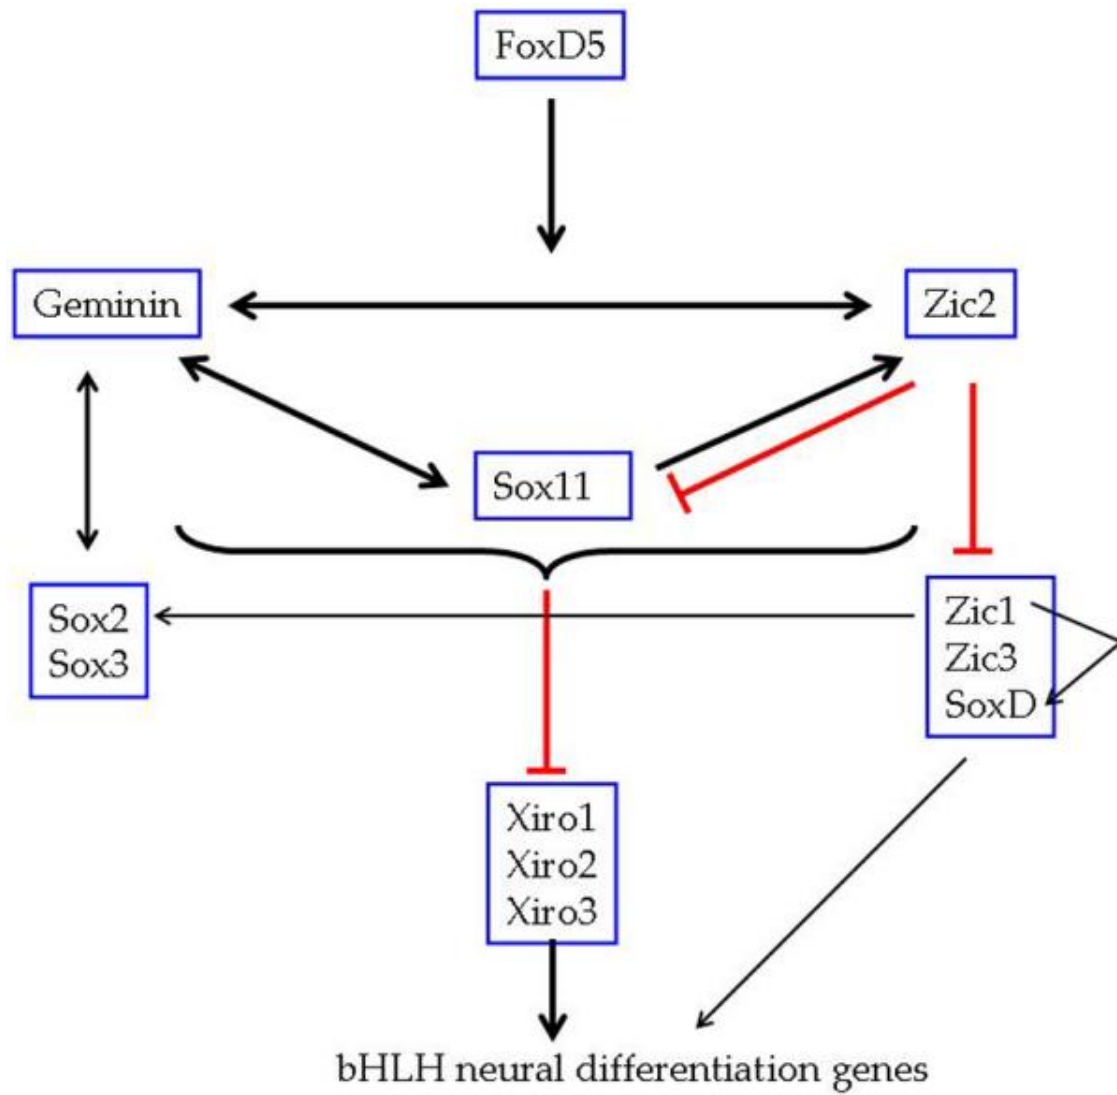 FoxD5
Geminin
Zic2
Sox11
Sox2
Sox3
Zic1
Zic3
SoxD
Xiro1
Xiro2
Xiro3
bHLH neural differentiation genes